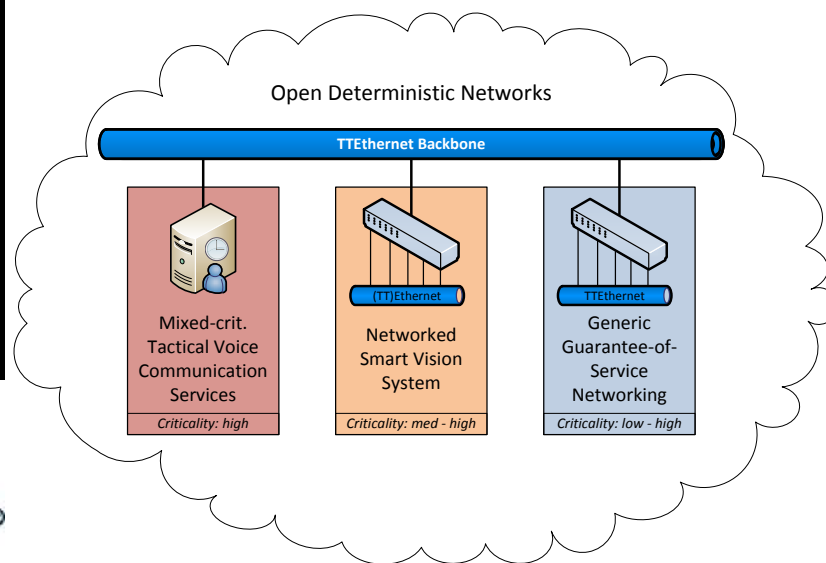 Open Deterministic Networks
TTEthernet Backbone
Mixed-crit.
Tactical Voice
Communication
Services
Criticality: high
(TT)Ethernet
Networked
Smart Vision
System
Criticality: med - high
TTEthernet
Generic
Guarantee-of-
Service
Networking
Criticality: low - high